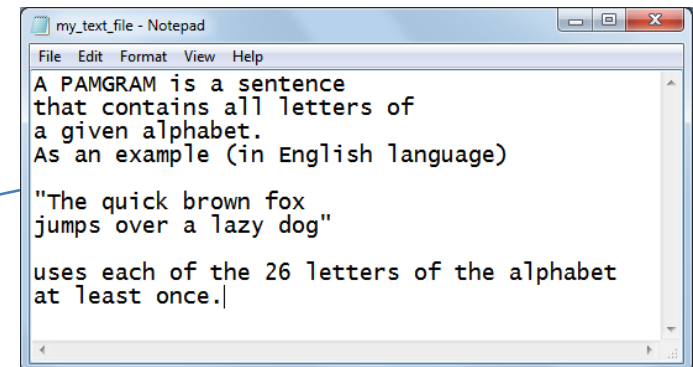 my_text_file - Notepad
File Edit Format View Help
A PAMGRAM is a sentence
that contains all letters of
a given alphabet.
As an example (in English language)
"The quick brown fox
jumps over a lazy dog"
uses each of the 26 letters of the alphabet
at least once.